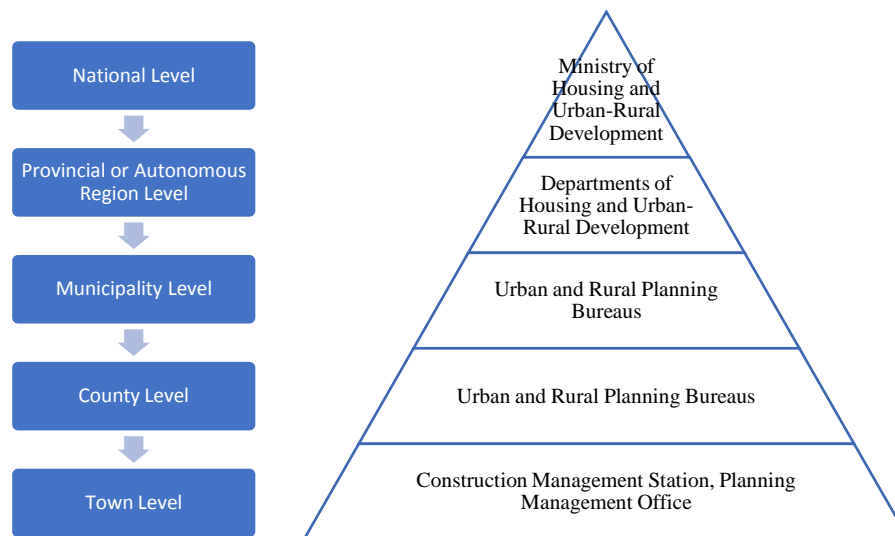 National Level
Provincial or Autonomous
Region Level
Municipality Level
County Level
Town Level
Ministry of
Housing and
Urban-Rural
Development
Departments of
Housing and Urban-
Rural Development
Urban and Rural Planning
Bureaus
Urban and Rural Planning Bureaus
Construction Management Station, Planning
Management Office